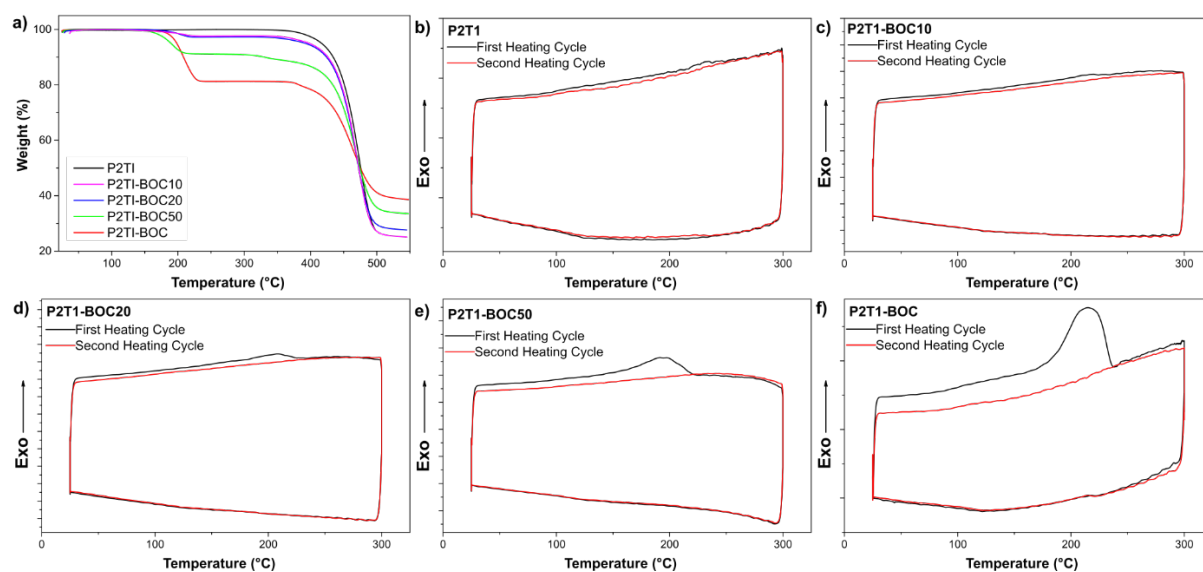 a)
100
80
60
40
20
Weight (%)
P2TI
P2TI-BOC10
P2TI-BOC20
P2TI-BOC50
P2TI-BOC
100
200
300
400
500
Temperature (°C)
b)
P2T1
First Heating Cycle
Second Heating Cycle
Exo
0
100
200
300
Temperature (°C)
c)
P2T1-BOC10
First Heating Cycle
Second Heating Cycle
Exo
0
100
200
300
Temperature (°C)
d)
P2T1-BOC20
First Heating Cycle
Second Heating Cycle
Exo
0
100
200
300
Temperature (°C)
e)
P2T1-BOC50
First Heating Cycle
Second Heating Cycle
Exo
0
100
200
300
Temperature (°C)
f)
P2T1-BOC
First Heating Cycle
Second Heating Cycle
Exo
0
100
200
300
Temperature (°C)